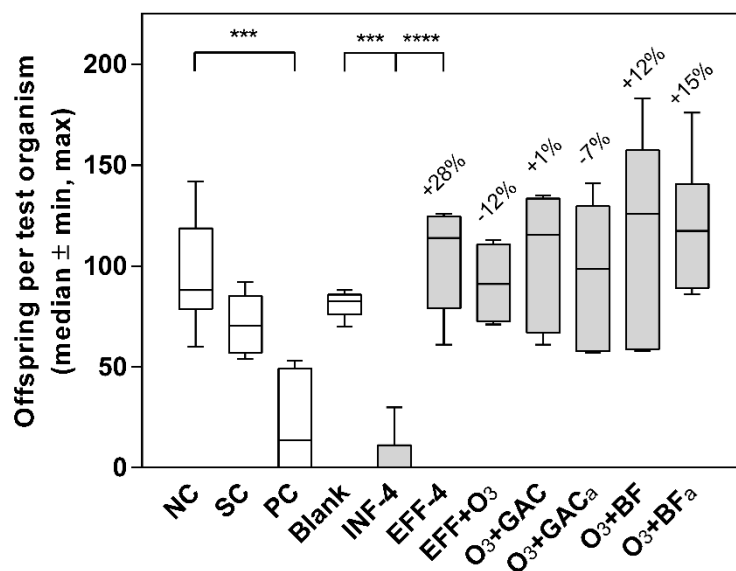 Offspring per test organism
(median ± min, max)
200
150
100
50
0
*** *** ****
+28%
-12%
+1%
-7%
+12%
+15%
NC
SC
PC
Blank
INF-4
EFF-4
EFF+O₃
O₃+GAC
O₃+GACₐ
O₃+BF
O₃+BFₐ